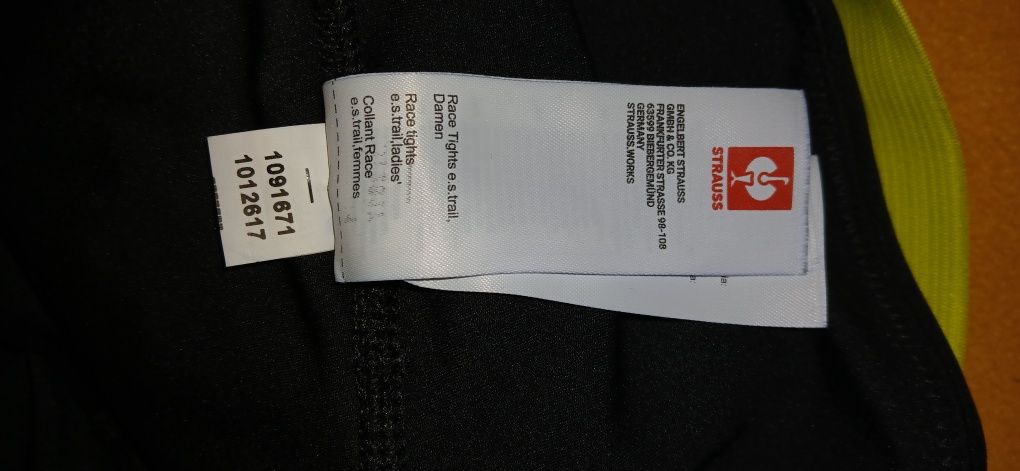 STRAUSS
ENGELBERT STRAUSS
GMBH & CO. KG
FRANKFURTER STRASSE 98-108
63599 BIEBERGEMÜND
GERMANY
STRAUSS.WORKS
Race Tights e.s.trail,
Damen
Race tights
e.s.trail,ladies'
Collant Race
e.s.trail,femmes
1091671
1012617